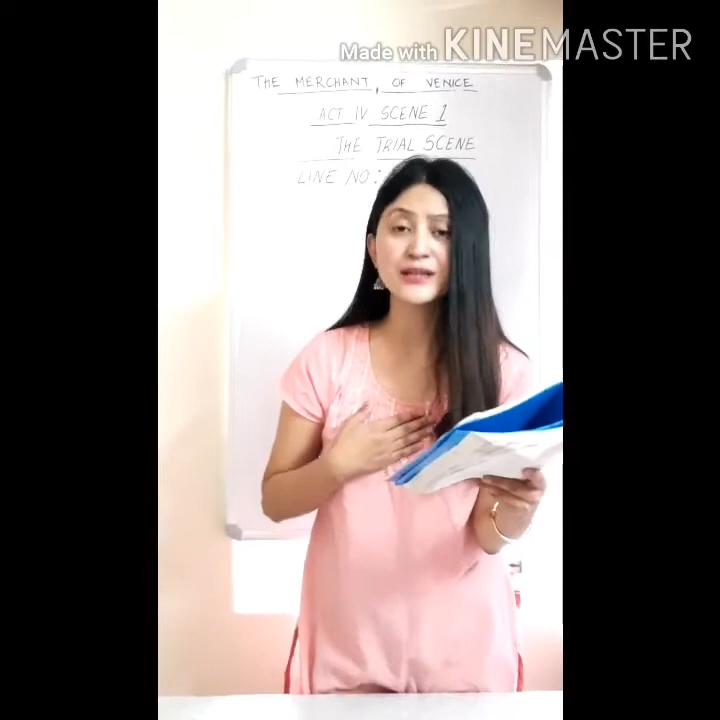 Made with KINEMASTER
THE MERCHANT OF VENICE
ACT IV SCENE 1
THE TRIAL SCENE
LINE NO: